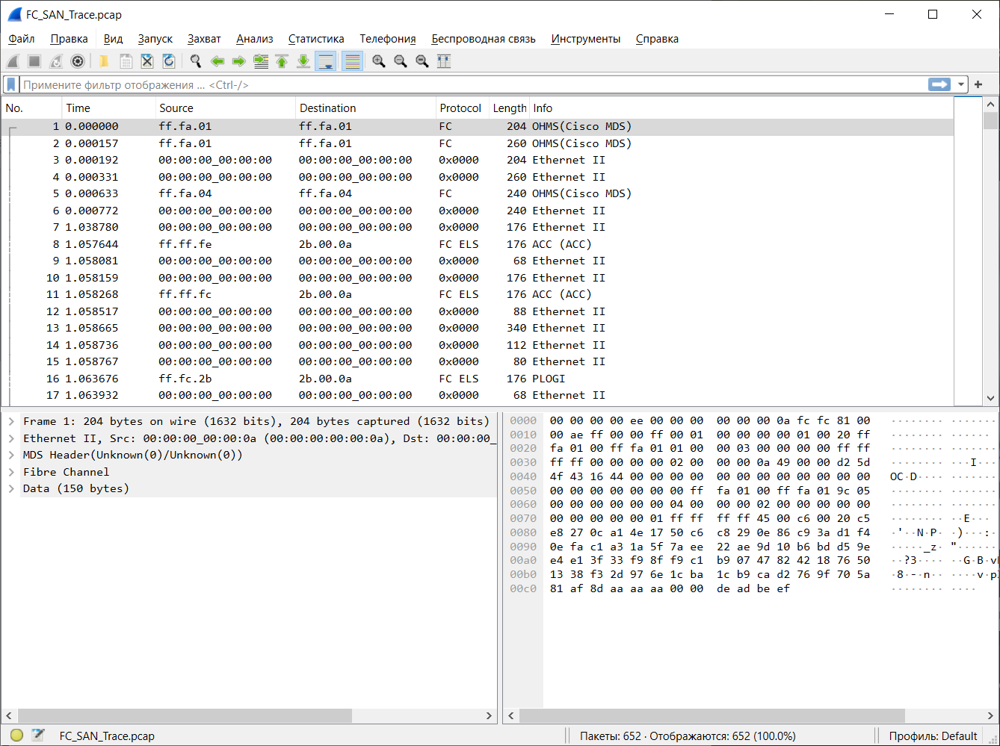 FC_SAN_Trace.pcap
Файл Правка Вид Запуск Захват Анализ Статистика Телефония Беспроводная связь Инструменты Справка
Примените фильтр отображения ... <Ctrl-/>
No. Time Source Destination Protocol Length Info
1 0.000000 ff.fa.01 ff.fa.01 FC 204 OHMS(Cisco MDS)
2 0.000157 ff.fa.01 ff.fa.01 FC 260 OHMS(Cisco MDS)
3 0.000192 00:00:00_00:00:00 00:00:00_00:00:00 0x0000 204 Ethernet II
4 0.000331 00:00:00_00:00:00 00:00:00_00:00:00 0x0000 260 Ethernet II
5 0.000633 ff.fa.04 ff.fa.04 FC 240 OHMS(Cisco MDS)
6 0.000772 00:00:00_00:00:00 00:00:00_00:00:00 0x0000 240 Ethernet II
7 1.038780 00:00:00_00:00:00 00:00:00_00:00:00 0x0000 176 Ethernet II
8 1.057644 ff.ff.fe 2b.00.0a FC ELS 176 ACC (ACC)
9 1.058081 00:00:00_00:00:00 00:00:00_00:00:00 0x0000 68 Ethernet II
10 1.058159 00:00:00_00:00:00 00:00:00_00:00:00 0x0000 176 Ethernet II
11 1.058268 ff.ff.fc 2b.00.0a FC ELS 176 ACC (ACC)
12 1.058517 00:00:00_00:00:00 00:00:00_00:00:00 0x0000 88 Ethernet II
13 1.058665 00:00:00_00:00:00 00:00:00_00:00:00 0x0000 340 Ethernet II
14 1.058736 00:00:00_00:00:00 00:00:00_00:00:00 0x0000 112 Ethernet II
15 1.058767 00:00:00_00:00:00 00:00:00_00:00:00 0x0000 80 Ethernet II
16 1.063676 ff.fc.2b 2b.00.0a FC ELS 176 PLOGI
17 1.063932 00:00:00_00:00:00 00:00:00_00:00:00 0x0000 68 Ethernet II
Frame 1: 204 bytes on wire (1632 bits), 204 bytes captured (1632 bits)
Ethernet II, Src: 00:00:00_00:00:0a (00:00:00:00:00:0a), Dst: 00:00:00_
MDS Header(Unknown(0)/Unknown(0))
Fibre Channel
Data (150 bytes)
0000 00 00 00 00 ee 00 00 00 00 00 00 0a fc fc 81 00 ········ ········
0010 00 ae ff 00 00 ff 00 01 00 00 00 00 01 00 20 ff ········ ········
0020 fa 01 00 ff fa 01 01 00 00 03 00 00 00 00 ff ff ········ ········
0030 ff ff 00 00 00 00 02 00 00 00 0a 49 00 00 d2 5d ········ ···I···
0040 4f 43 16 44 00 00 00 00 00 00 00 00 00 00 00 00 OC·D···· ········
0050 00 00 00 00 00 00 00 ff fa 01 00 ff fa 01 9c 05 ········ ········
0060 00 00 00 00 00 00 04 00 00 00 02 00 00 00 00 00 ········ ········
0070 00 00 00 00 00 01 ff ff ff ff 45 00 c6 00 20 c5 ········ ··E···
0080 e8 27 0c a1 4e 17 50 c6 c8 29 0e 86 c9 3a d1 f4 ·'··N·P· ·)···:·
0090 0e fa c1 a3 1a 5f 7a ee 22 ae 9d 10 b6 bd d5 9e ·····_z· "······
00a0 e4 e1 3f 33 f9 8f f9 c1 b9 07 47 82 42 18 76 50 ··?3···· ··G·B·v
00b0 13 38 f3 2d 97 6e 1c ba 1c b9 ca d2 76 9f 70 5a ·8·-·n·· ····v·p
00c0 81 af 8d aa aa aa 00 00 de ad be ef ········ ····
FC_SAN_Trace.pcap Пакеты: 652 · Отображаются: 652 (100.0%) Профиль: Default